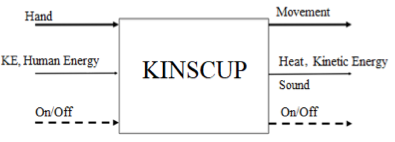 Hand
Movement
KE, Human Energy
KINSCUP
Heat, Kinetic Energy
Sound
On/Off
On/Off